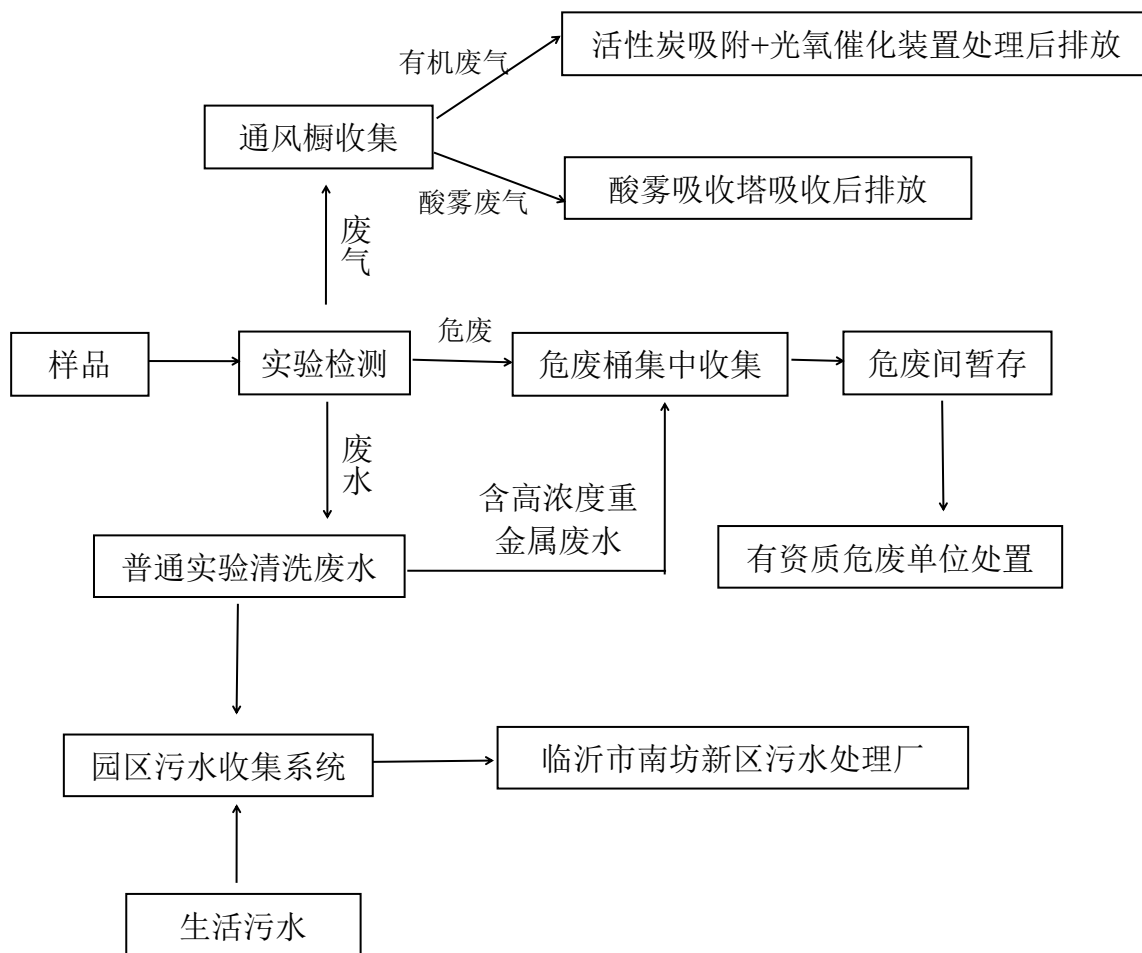 活性炭吸附+光氧催化装置处理后排放
有机废气
通风橱收集
酸雾吸收塔吸收后排放
酸雾废气
废
气
样品
实验检测
危废
危废桶集中收集
危废间暂存
废
水
含高浓度重
金属废水
普通实验清洗废水
有资质危废单位处置
园区污水收集系统
临沂市南坊新区污水处理厂
生活污水